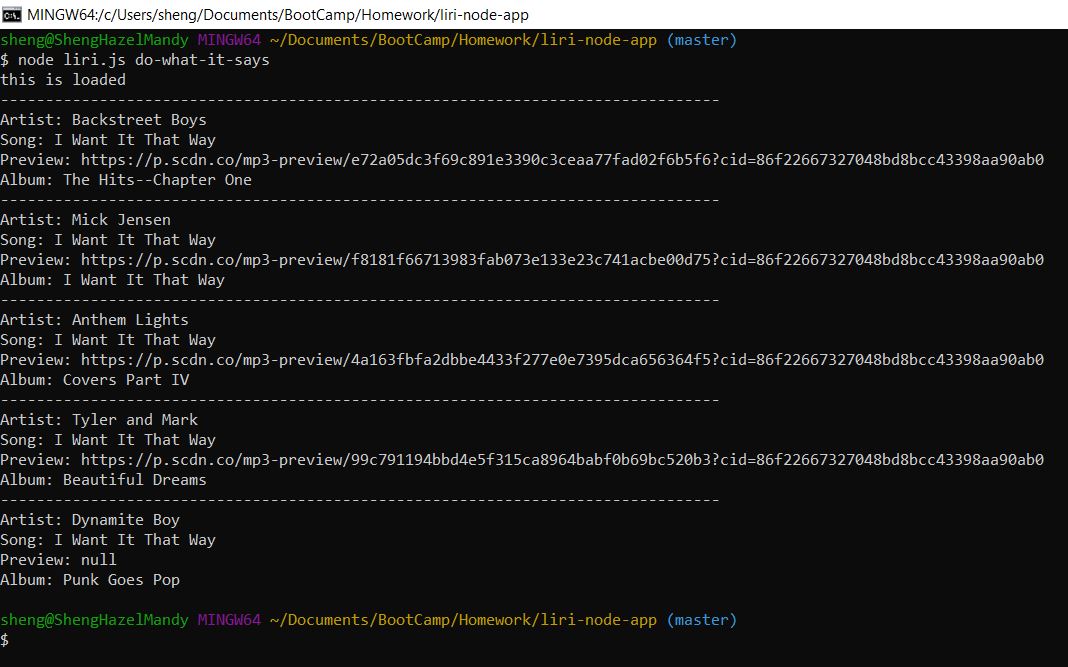 MINGW64:/c/Users/sheng/Documents/BootCamp/Homework/liri-node-app
sheng@ShengHazelMandy MINGW64 ~/Documents/BootCamp/Homework/liri-node-app (master)
$ node liri.js do-what-it-says
this is loaded
--------------------------------------------------------------------------------
Artist: Backstreet Boys
Song: I Want It That Way
Preview: https://p.scdn.co/mp3-preview/e72a05dc3f69c891e3390c3ceaa77fad02f6b5f6?cid=86f22667327048bd8bcc43398aa90ab0
Album: The Hits--Chapter One
--------------------------------------------------------------------------------
Artist: Mick Jensen
Song: I Want It That Way
Preview: https://p.scdn.co/mp3-preview/f8181f66713983fab073e133e23c741acbe00d75?cid=86f22667327048bd8bcc43398aa90ab0
Album: I Want It That Way
--------------------------------------------------------------------------------
Artist: Anthem Lights
Song: I Want It That Way
Preview: https://p.scdn.co/mp3-preview/4a163fbfa2dbbe4433f277e0e7395dca656364f5?cid=86f22667327048bd8bcc43398aa90ab0
Album: Covers Part IV
--------------------------------------------------------------------------------
Artist: Tyler and Mark
Song: I Want It That Way
Preview: https://p.scdn.co/mp3-preview/99c791194bbd4e5f315ca8964babf0b69bc520b3?cid=86f22667327048bd8bcc43398aa90ab0
Album: Beautiful Dreams
--------------------------------------------------------------------------------
Artist: Dynamite Boy
Song: I Want It That Way
Preview: null
Album: Punk Goes Pop
sheng@ShengHazelMandy MINGW64 ~/Documents/BootCamp/Homework/liri-node-app (master)
$